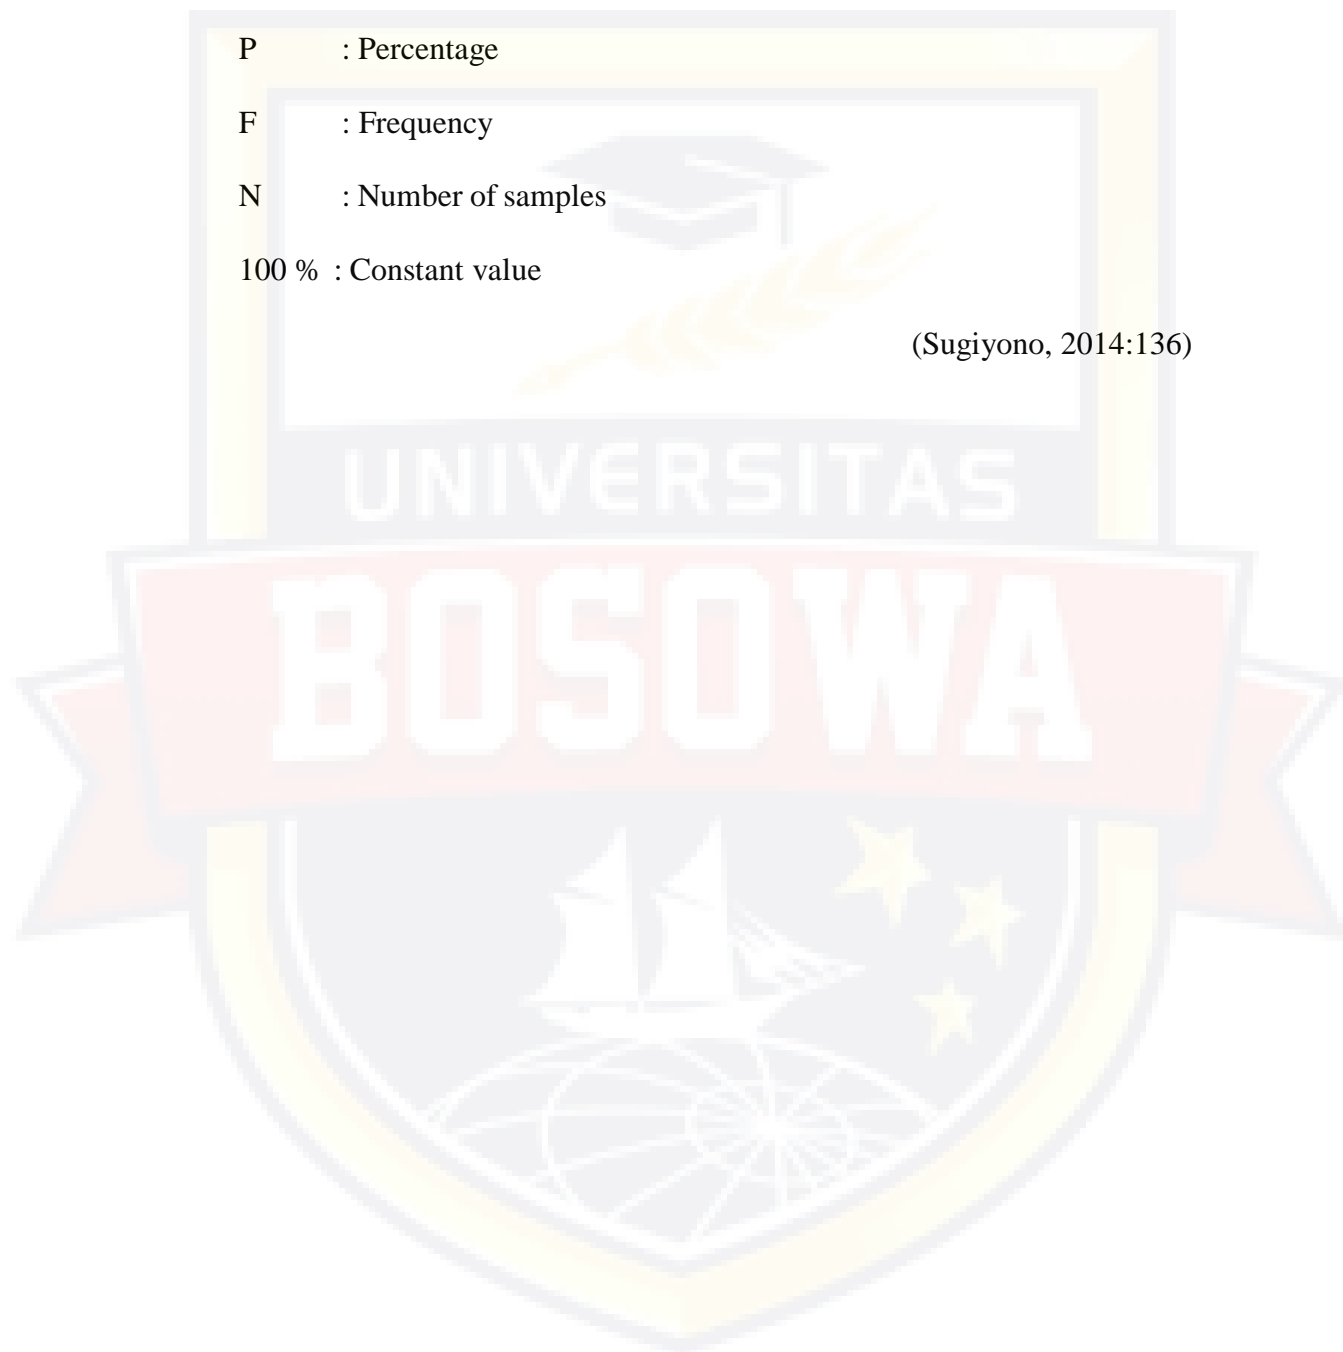 P : Percentage
F : Frequency
N : Number of samples
100 % : Constant value
(Sugiyono, 2014:136)
UNIVERSITAS
BOSOWA